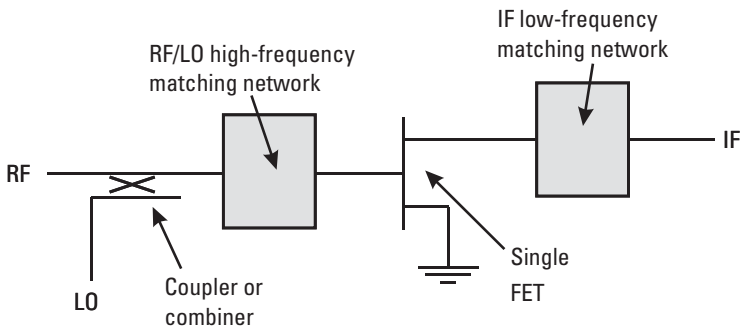 IF low-frequency
matching network
RF/LO high-frequency
matching network
IF
RF
Single
FET
Coupler or
combiner
LO